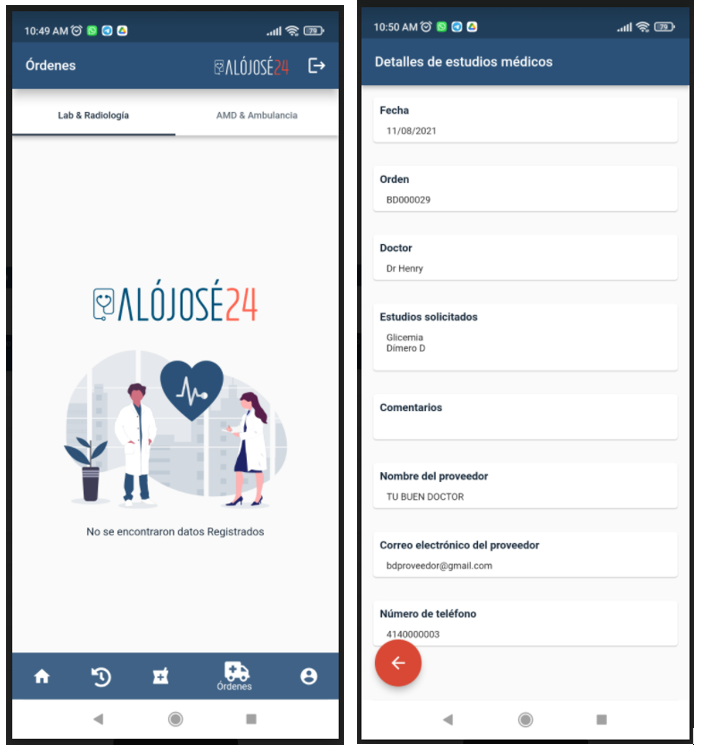 10:49 AM
79
Órdenes
ALÓJOSÉ24
Lab & Radiología
AMD & Ambulancia
ALÓJOSÉ24
No se encontraron datos Registrados
Órdenes
10:50 AM
79
Detalles de estudios médicos
Fecha
11/08/2021
Orden
BD000029
Doctor
Dr Henry
Estudios solicitados
Glicemia
Dímero D
Comentarios
Nombre del proveedor
TU BUEN DOCTOR
Correo electrónico del proveedor
bdproveedor@gmail.com
Número de teléfono
4140000003